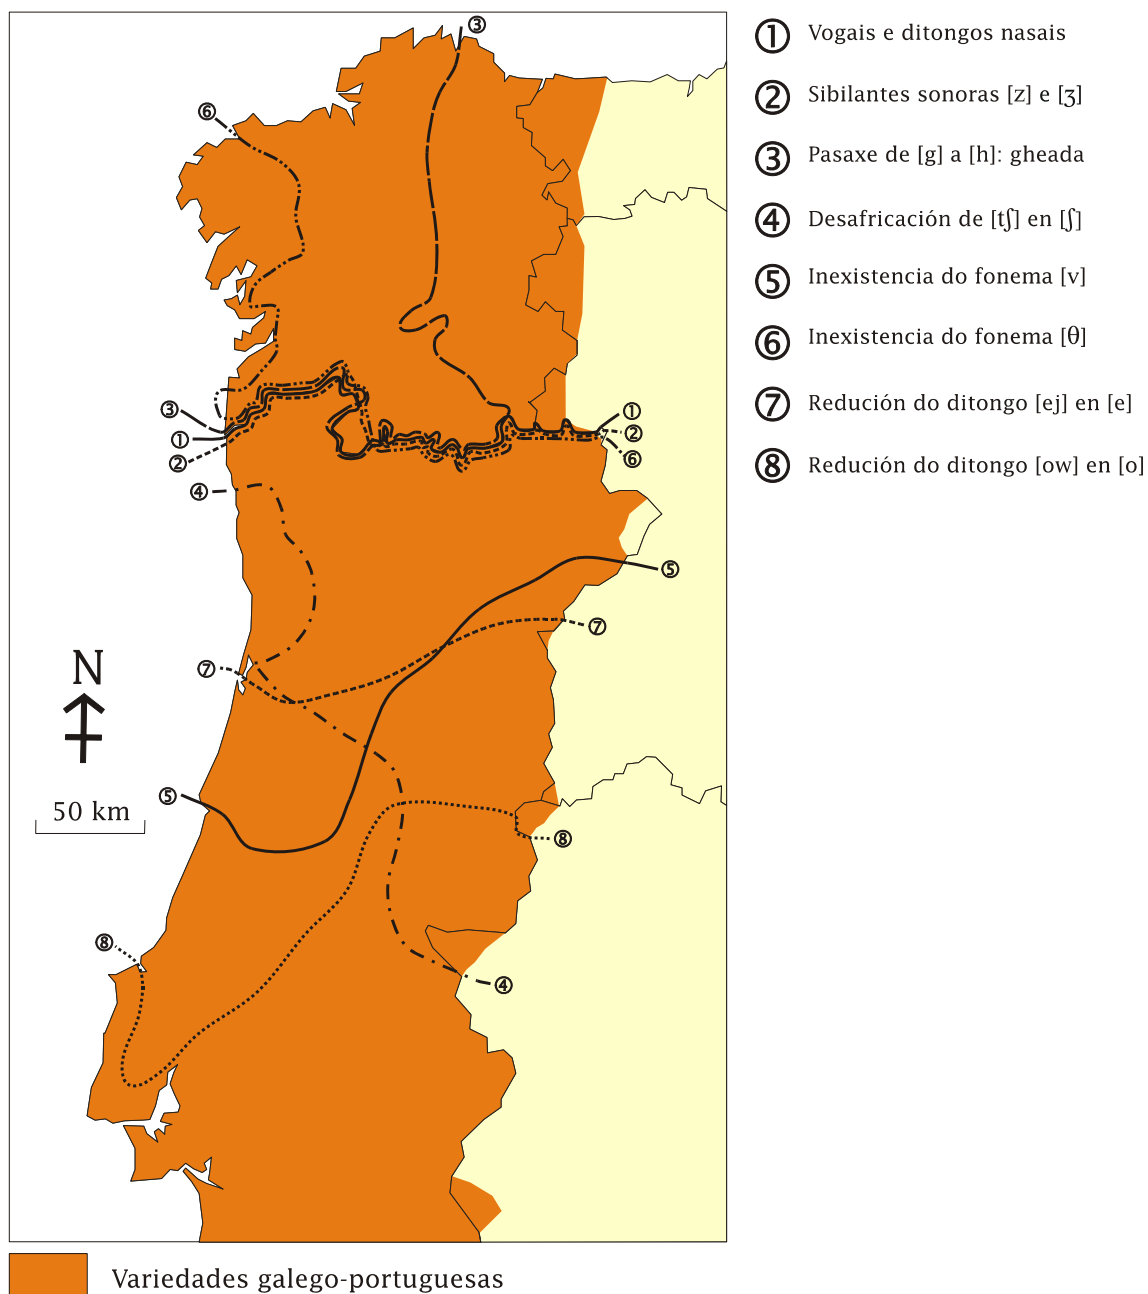 ① Vogais e ditongos nasais
② Sibilantes sonoras [z] e [ʒ]
③ Pasaxe de [g] a [h]: gheada
④ Desafricación de [tʃ] en [ʃ]
⑤ Inexistencia do fonema [v]
⑥ Inexistencia do fonema [θ]
⑦ Redución do ditongo [ej] en [e]
⑧ Redución do ditongo [ow] en [o]
③
⑥
③
①
①
②
②
⑥
④
⑤
⑦
⑦
N
⑤
50 km
⑧
⑧
④
Variedades galego-portuguesas